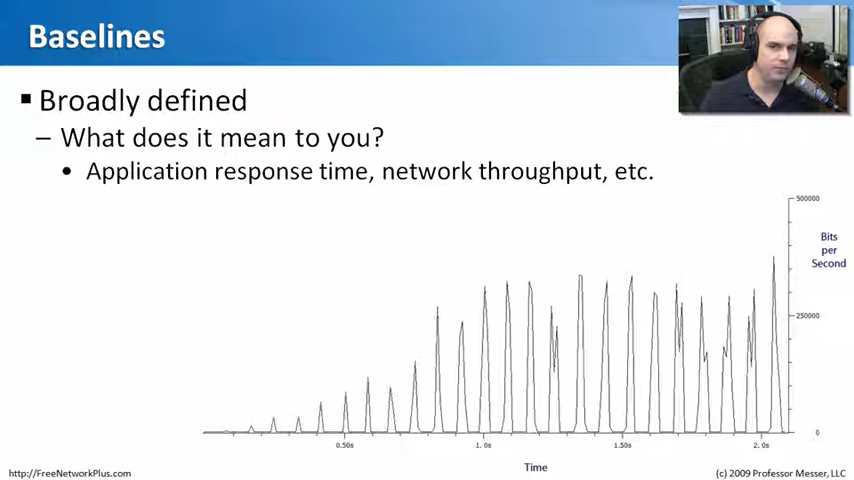 Baselines
▪ Broadly defined
– What does it mean to you?
• Application response time, network throughput, etc.
500000
Bits
per
Second
250000
0
0.50s 1.0s 1.50s 2.0s
Time
http://FreeNetworkPlus.com (c) 2009 Professor Messer, LLC